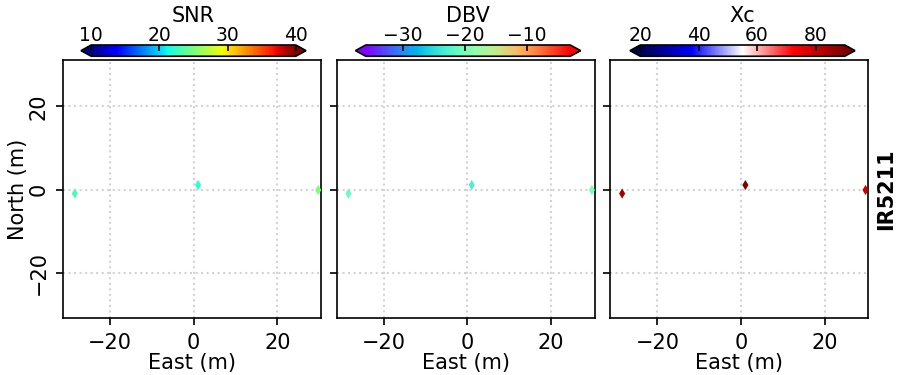 SNR DBV Xc
10 20 30 40 −30 −20 −10 20 40 60 80
20
0
−20
North (m)
IR5211
−20 0 20 −20 0 20 −20 0 20
East (m) East (m) East (m)